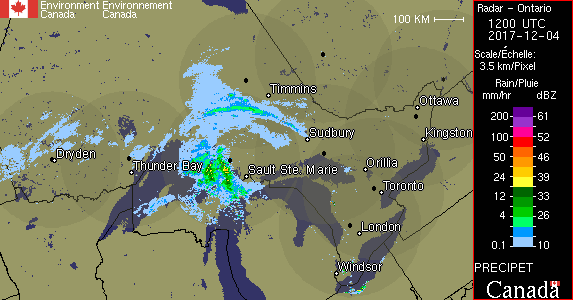 Environment Environnement
Canada Canada
100 KM
Timmins
Ottawa
Sudbury
Kingston
Dryden
Thunder Bay
Sault Ste. Marie
Orillia
Toronto
London
Windsor
Radar - Ontario
1200 UTC
2017-12-04
Scale/Échelle:
3.5 km/Pixel
Rain/Pluie
mm/hr dBZ
200 61
100 52
50 46
24 39
12 33
4 26
0.1 10
PRECIPET
Canada